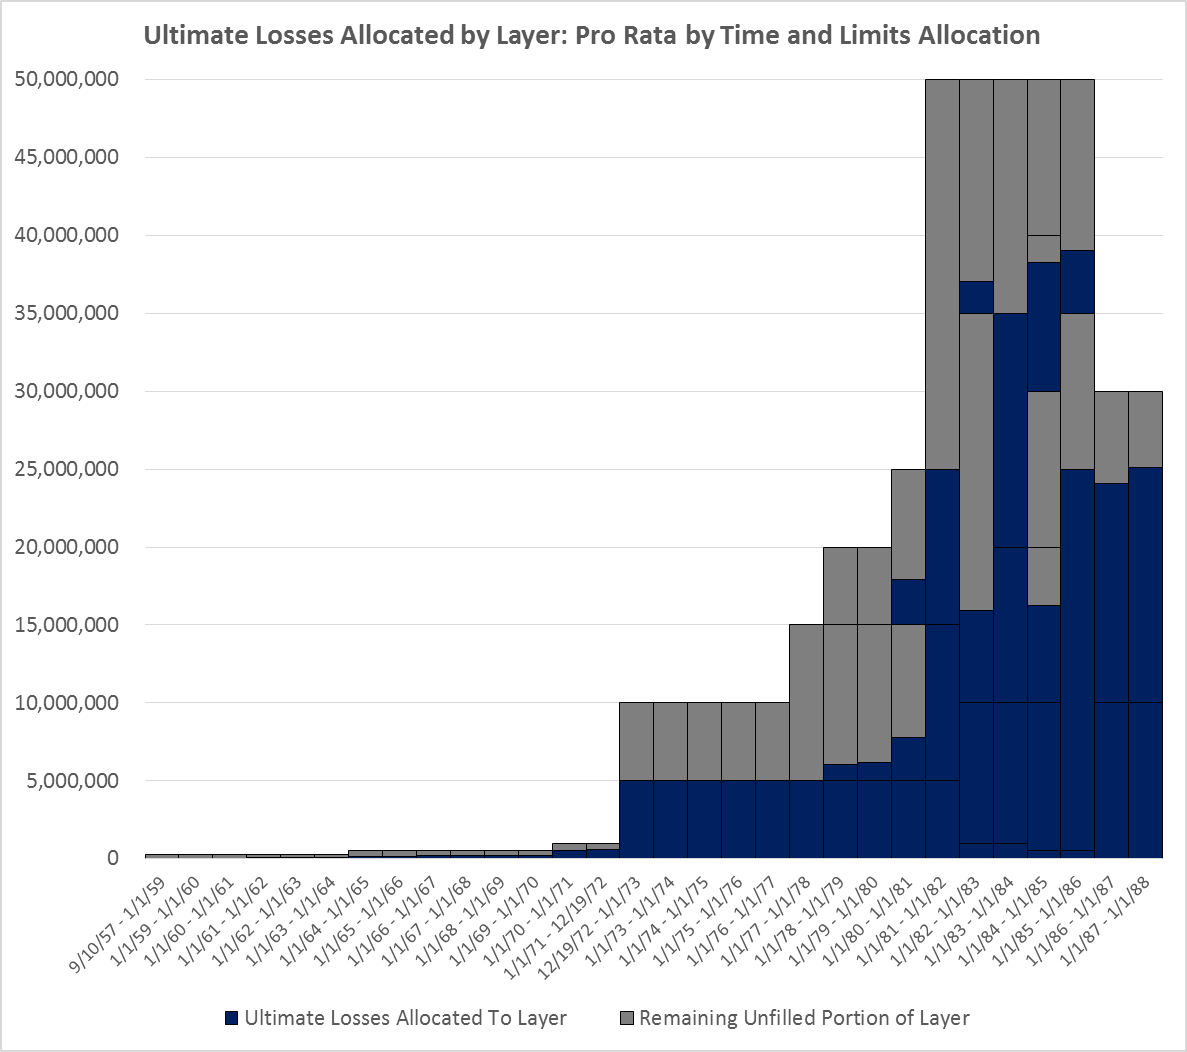 Ultimate Losses Allocated by Layer: Pro Rata by Time and Limits Allocation
50,000,000
45,000,000
40,000,000
35,000,000
30,000,000
25,000,000
20,000,000
15,000,000
10,000,000
5,000,000
0
9/10/57 - 1/1/59
1/1/59 - 1/1/60
1/1/60 - 1/1/61
1/1/61 - 1/1/62
1/1/62 - 1/1/63
1/1/63 - 1/1/64
1/1/64 - 1/1/65
1/1/65 - 1/1/66
1/1/66 - 1/1/67
1/1/67 - 1/1/68
1/1/68 - 1/1/69
1/1/69 - 1/1/70
1/1/70 - 1/1/71
1/1/71 - 12/19/72
12/19/72 - 1/1/73
1/1/73 - 1/1/74
1/1/74 - 1/1/75
1/1/75 - 1/1/76
1/1/76 - 1/1/77
1/1/77 - 1/1/78
1/1/78 - 1/1/79
1/1/79 - 1/1/80
1/1/80 - 1/1/81
1/1/81 - 1/1/82
1/1/82 - 1/1/83
1/1/83 - 1/1/84
1/1/84 - 1/1/85
1/1/85 - 1/1/86
1/1/86 - 1/1/87
1/1/87 - 1/1/88
Ultimate Losses Allocated To Layer
Remaining Unfilled Portion of Layer